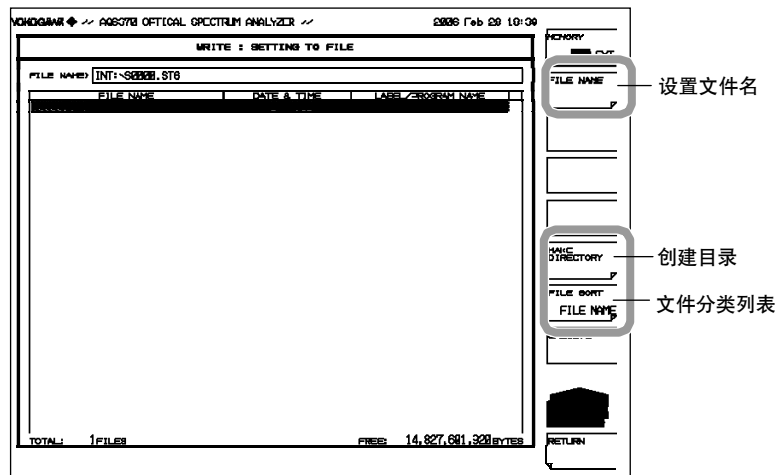 YOKOGAWA ◆ // AQ6370 OPTICAL SPECTRUM ANALYZER // 2006 Feb 28 10:39
WRITE : SETTING TO FILE
FILE NAME: INT:\S0000.ST6
FILE NAME DATE & TIME LABEL/PROGRAM NAME
TOTAL: 1FILES FREE: 14,827,601,920BYTES
MEMORY
EXT
FILE NAME
MAKE
DIRECTORY
FILE SORT
FILE NAME
RETURN
设置文件名
创建目录
文件分类列表